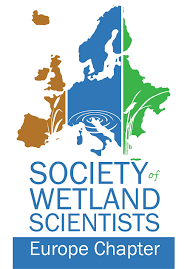 SOCIETY of
WETLAND
SCIENTISTS
Europe Chapter